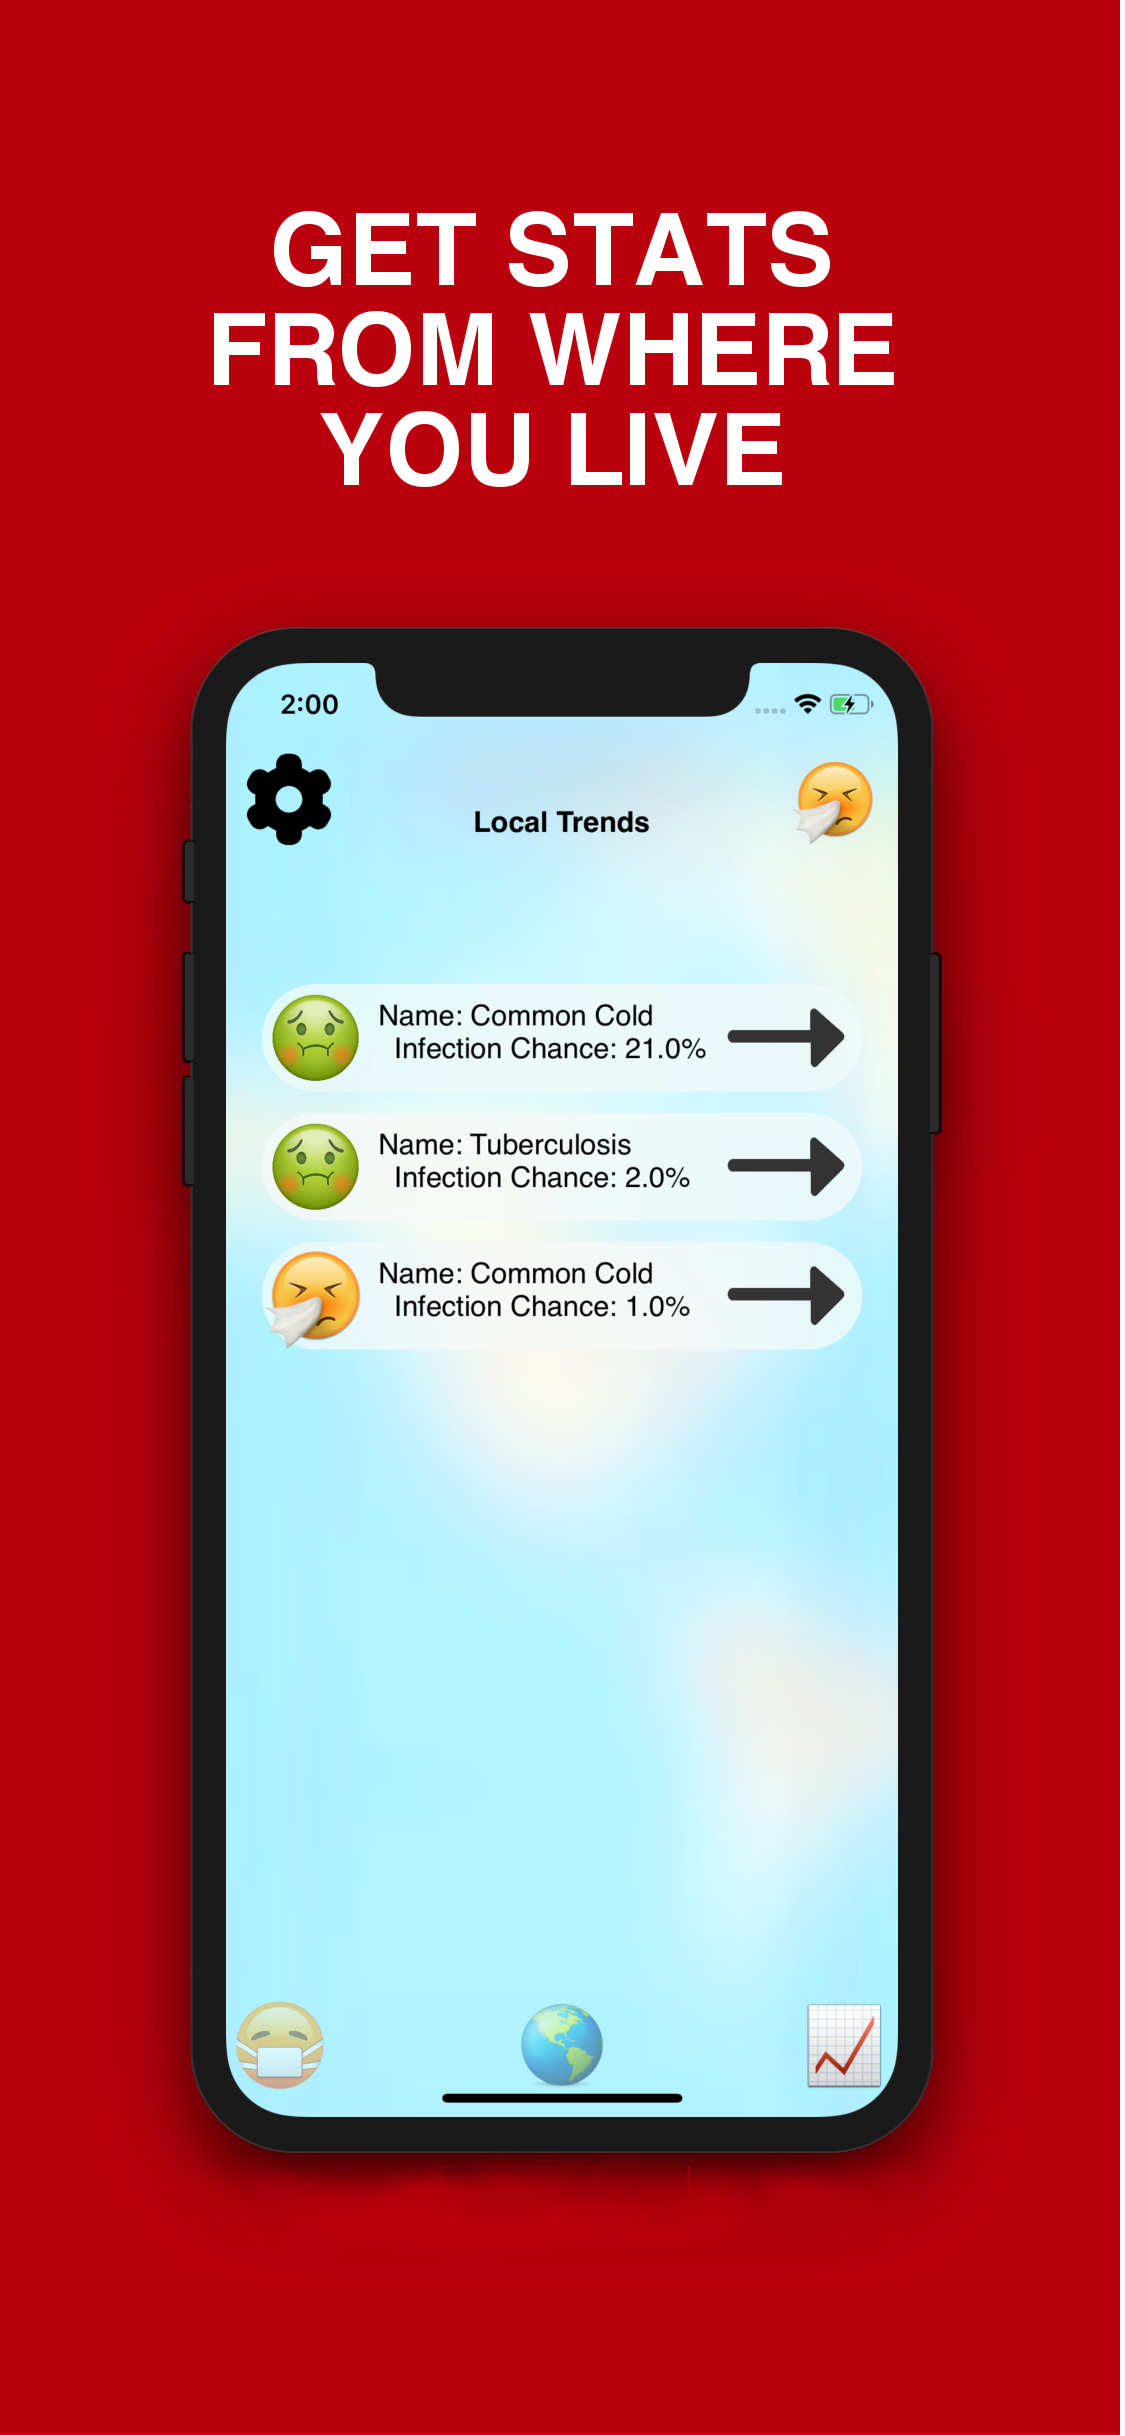 GET STATS
FROM WHERE
YOU LIVE
2:00
Local Trends
Name: Common Cold
Infection Chance: 21.0%
Name: Tuberculosis
Infection Chance: 2.0%
Name: Common Cold
Infection Chance: 1.0%